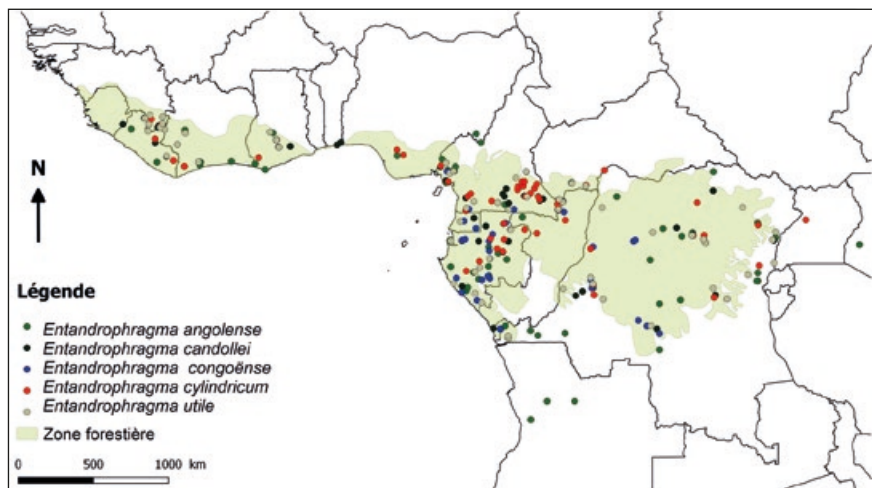 N
Légende
Entandrophragma angolense
Entandrophragma candollei
Entandrophragma congoënse
Entandrophragma cylindricum
Entandrophragma utile
Zone forestière
0 500 1000 km